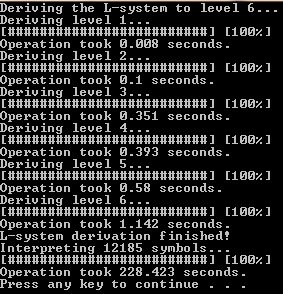 Deriving the L-system to level 6...
Deriving level 1...
[##########################] [100%]
Operation took 0.008 seconds.
Deriving level 2...
[##########################] [100%]
Operation took 0.1 seconds.
Deriving level 3...
[##########################] [100%]
Operation took 0.351 seconds.
Deriving level 4...
[##########################] [100%]
Operation took 0.393 seconds.
Deriving level 5...
[##########################] [100%]
Operation took 0.58 seconds.
Deriving level 6...
[##########################] [100%]
Operation took 1.142 seconds.
L-system derivation finished!
Interpreting 12185 symbols...
[##########################] [100%]
Operation took 228.423 seconds.
Press any key to continue . . .